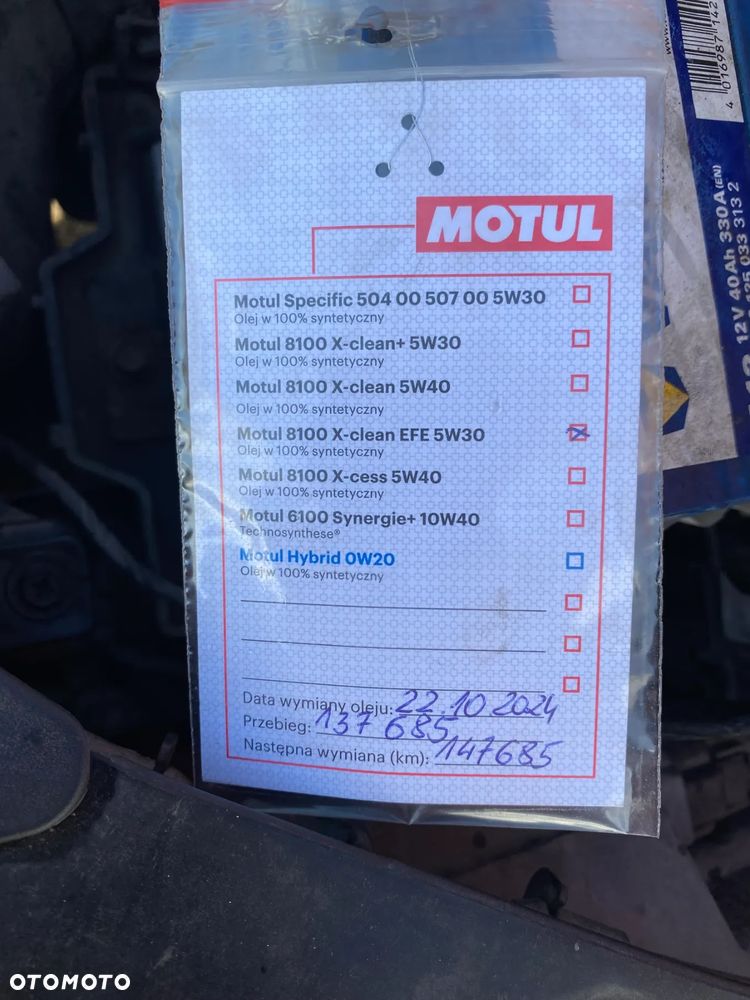 MOTUL
Motul Specific 504 00 507 00 5W30
Olej w 100% syntetyczny
Motul 8100 X-clean+ 5W30
Olej w 100% syntetyczny
Motul 8100 X-clean 5W40
Olej w 100% syntetyczny
Motul 8100 X-clean EFE 5W30
Olej w 100% syntetyczny
Motul 8100 X-cess 5W40
Olej w 100% syntetyczny
Motul 6100 Synergie+ 10W40
Technosynthese®
Motul Hybrid 0W20
Olej w 100% syntetyczny
Data wymiany oleju: 22.10 2024
Przebieg: 137 685
Następna wymiana (km): 147685
12V 40Ah 330A (EN)
033 313 2
OTOMOTO